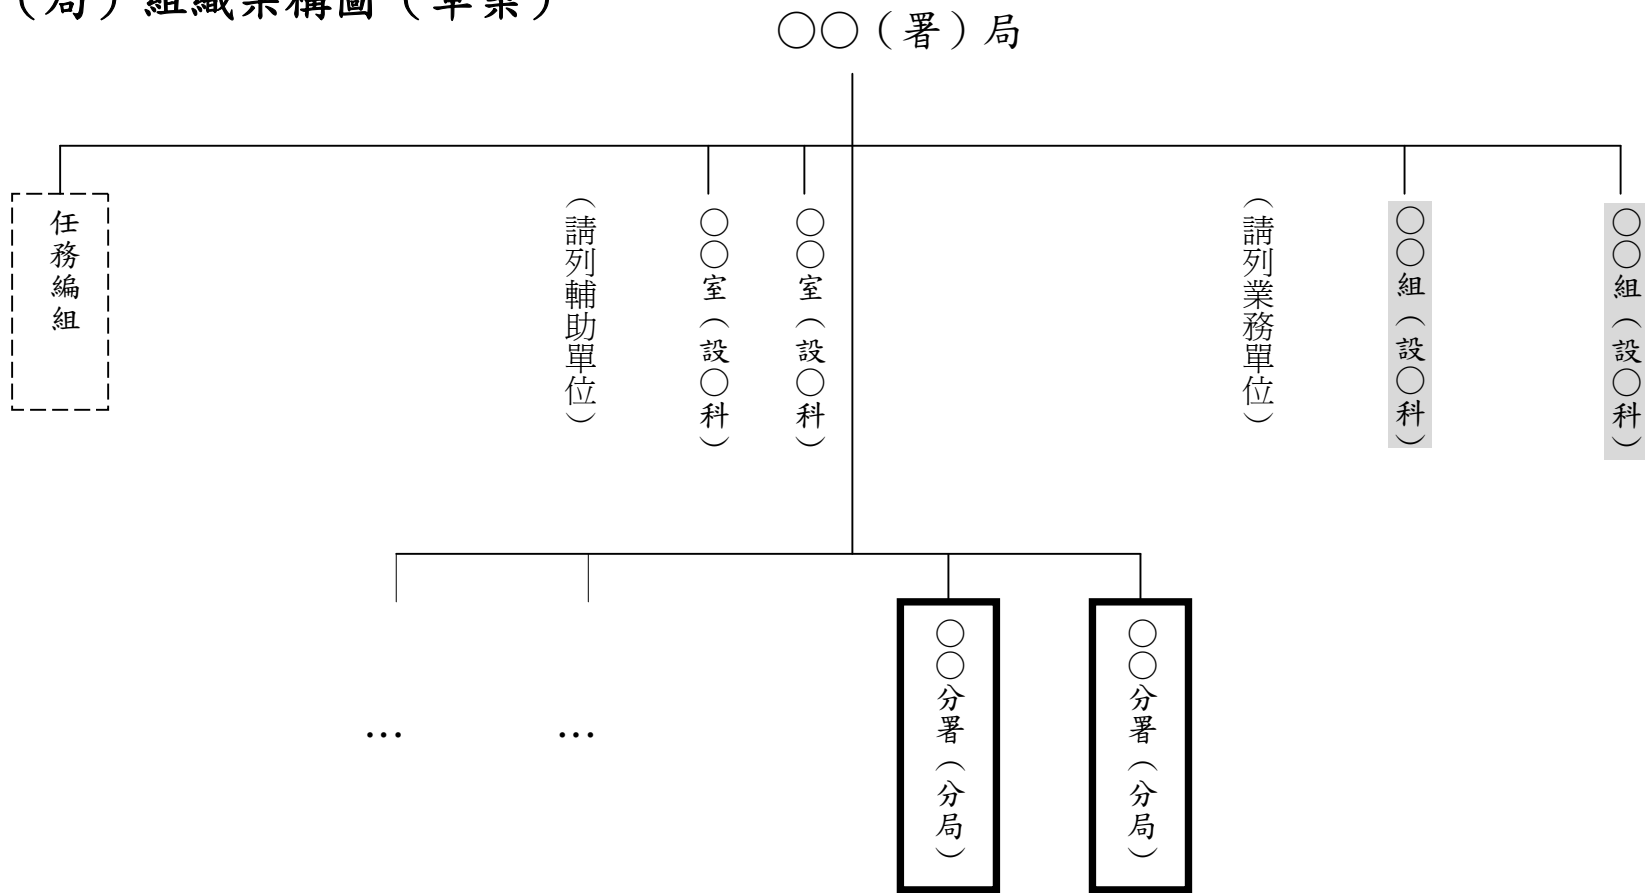 （局）組織架構圖（草案）
○○（署）局
任務編組
（請列輔助單位）
○○室（設○科）
○○室（設○科）
（請列業務單位）
○○組（設○科）
○○組（設○科）
…
…
○○分署（分局）
○○分署（分局）